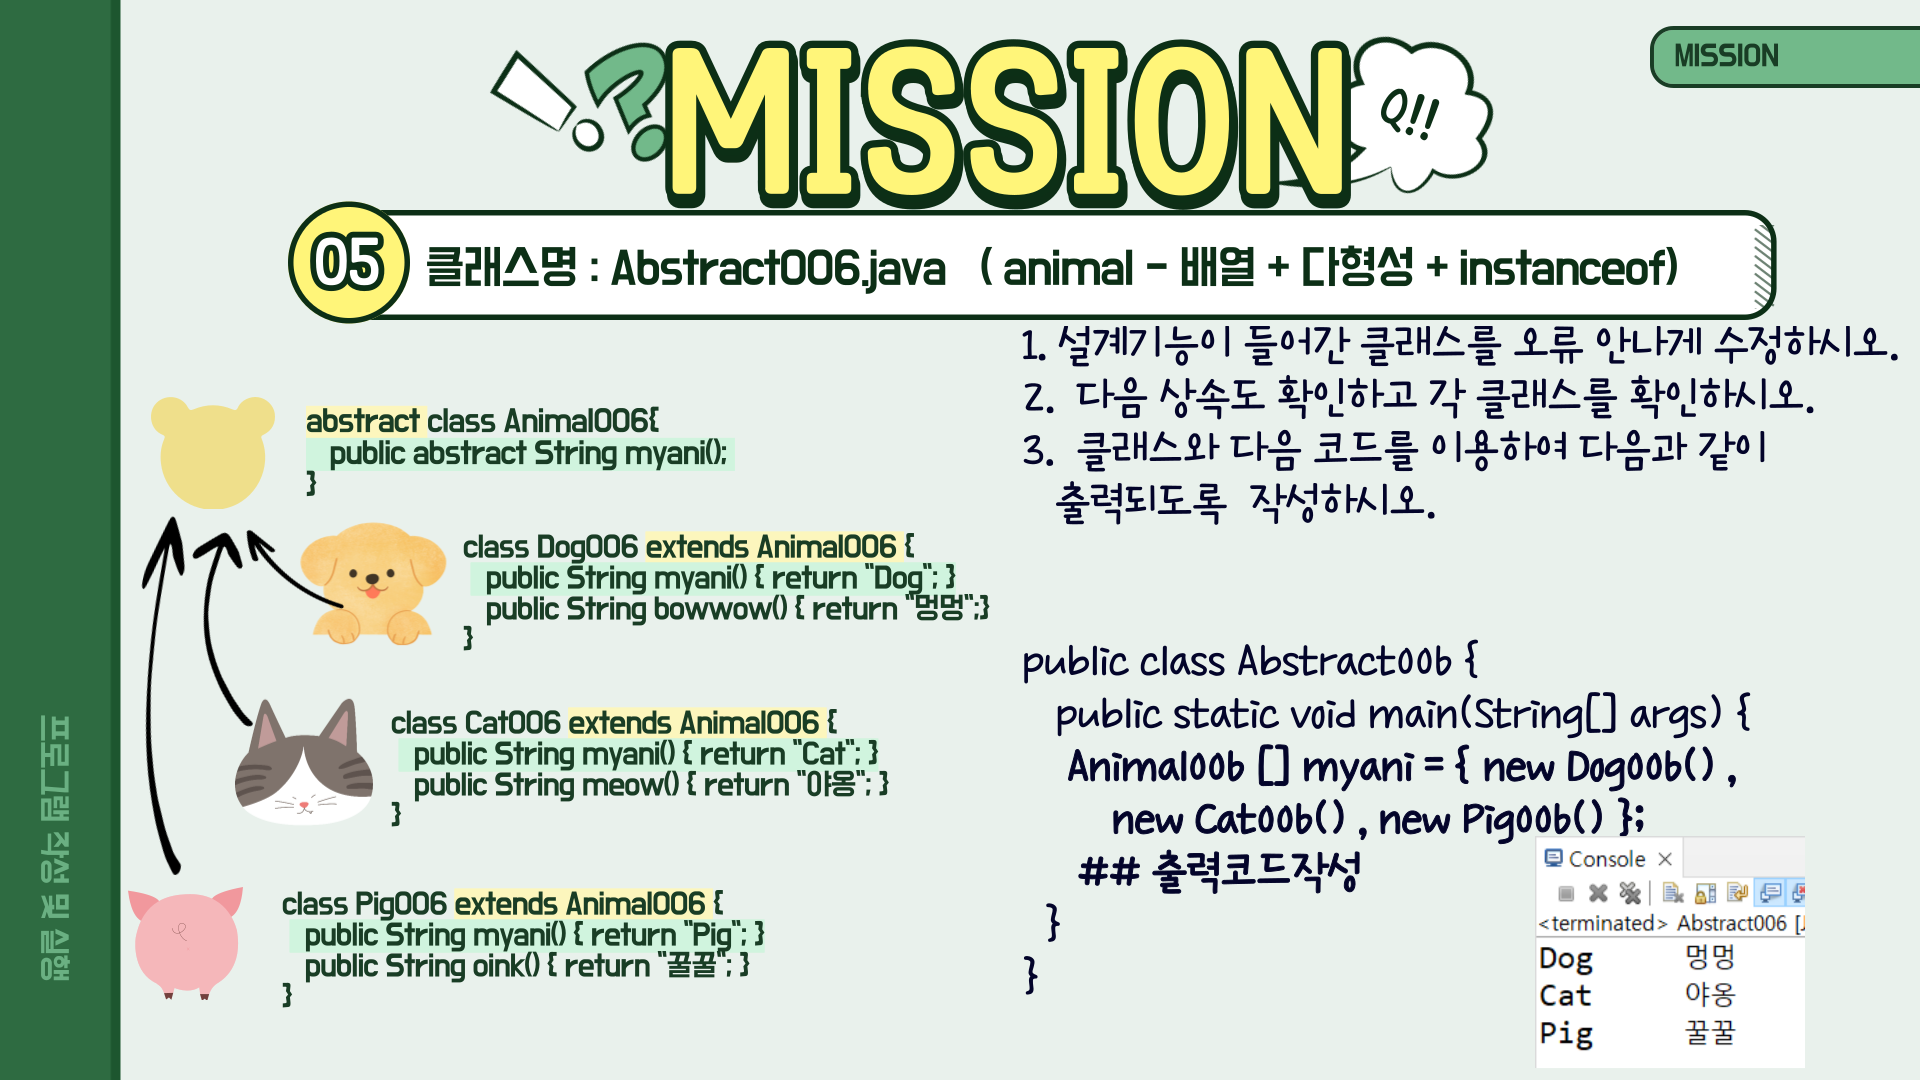 MISSION
!?
MISSION
Q!!
05 클래스명 : Abstract006.java ( animal - 배열 + 다형성 + instanceof)
1. 설계기능이 들어간 클래스를 오류 안나게 수정하시오.
2. 다음 상속도 확인하고 각 클래스를 확인하시오.
3. 클래스와 다음 코드를 이용하여 다음과 같이
출력되도록 작성하시오.
abstract class Animal006{
public abstract String myani();
}
class Dog006 extends Animal006 {
public String myani() { return "Dog"; }
public String bowwow() { return "멍멍";}
}
class Cat006 extends Animal006 {
public String myani() { return "Cat"; }
public String meow() { return "야옹"; }
}
class Pig006 extends Animal006 {
public String myani() { return "Pig"; }
public String oink() { return "꿀꿀"; }
}
public class Abstract006 {
public static void main(String[] args) {
Animal006 [] myani = { new Dog006() ,
new Cat006() , new Pig006() };
## 출력코드작성
}
}
Console
<terminated> Abstract006 [J
Dog 멍멍
Cat 야옹
Pig 꿀꿀
프로그램 작성 및 실행